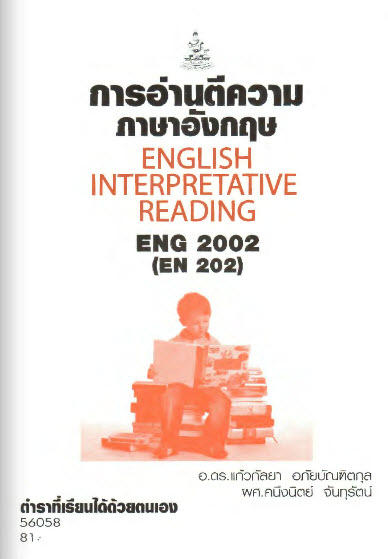 การอ่านตีความ
ภาษาอังกฤษ
ENGLISH
INTERPRETATIVE
READING
ENG 2002
(EN 202)
อ.ดร.แก้วกัลยา อภัยบัณฑิตกุล
ผศ.คนึงนิตย์ จันทุรัตน์
ตำราที่เรียนได้ด้วยตนเอง
56058
81.-